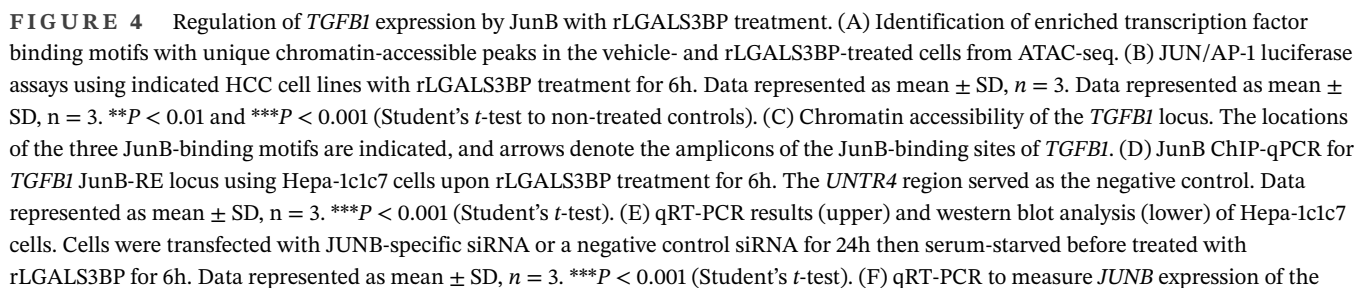 FIGURE 4 Regulation of TGFB1 expression by JunB with rLGALS3BP treatment. (A) Identification of enriched transcription factor
binding motifs with unique chromatin-accessible peaks in the vehicle- and rLGALS3BP-treated cells from ATAC-seq. (B) JUN/AP-1 luciferase
assays using indicated HCC cell lines with rLGALS3BP treatment for 6h. Data represented as mean ± SD, n = 3. Data represented as mean ±
SD, n = 3. **P < 0.01 and ***P < 0.001 (Student's t-test to non-treated controls). (C) Chromatin accessibility of the TGFB1 locus. The locations
of the three JunB-binding motifs are indicated, and arrows denote the amplicons of the JunB-binding sites of TGFB1. (D) JunB ChIP-qPCR for
TGFB1 JunB-RE locus using Hepa-1c1c7 cells upon rLGALS3BP treatment for 6h. The UNTR4 region served as the negative control. Data
represented as mean ± SD, n = 3. ***P < 0.001 (Student's t-test). (E) qRT-PCR results (upper) and western blot analysis (lower) of Hepa-1c1c7
cells. Cells were transfected with JUNB-specific siRNA or a negative control siRNA for 24h then serum-starved before treated with
rLGALS3BP for 6h. Data represented as mean ± SD, n = 3. ***P < 0.001 (Student's t-test). (F) qRT-PCR to measure JUNB expression of the